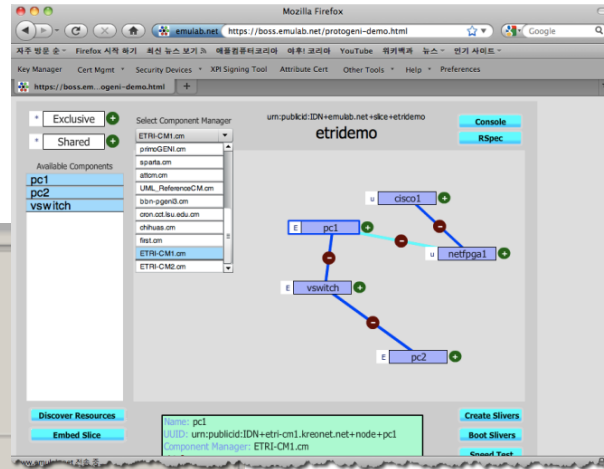 Mozilla Firefox
emulab.net https://boss.emulab.net/protogeni-demo.html
Google
자주 방문 순 Firefox 시작 하기 최신 뉴스 보기 애플컴퓨터코리아 야후! 코리아 YouTube 위키백과 뉴스 인기 사이트
Key Manager Cert Mgmt Security Devices XPI Signing Tool Attribute Cert Other Tools Help Preferences
https://boss.em...ogeni-demo.html +
* Exclusive +
* Shared +
Available Components
pc1
pc2
vswitch
Select Component Manager
ETRI-CM1.cm
primoGENI.cm
sparta.cm
attcm.cm
UML_ReferenceCM.cm
bbn-pgeni3.cm
cron.cct.lsu.edu.cm
chihuas.cm
first.cm
ETRI-CM1.cm
ETRI-CM2.cm
urn:publicid:IDN+emulab.net+slice+etridemo
etridemo
Console
RSpec
u cisco1 +
E pc1 +
u netfpga1 +
E vswitch +
E pc2 +
Discover Resources
Embed Slice
Name: pc1
UUID: urn:publicid:IDN+etri-cm1.kreonet.net+node+pc1
Component Manager: ETRI-CM1.cm
Create Slivers
Boot Slivers
Speed Test